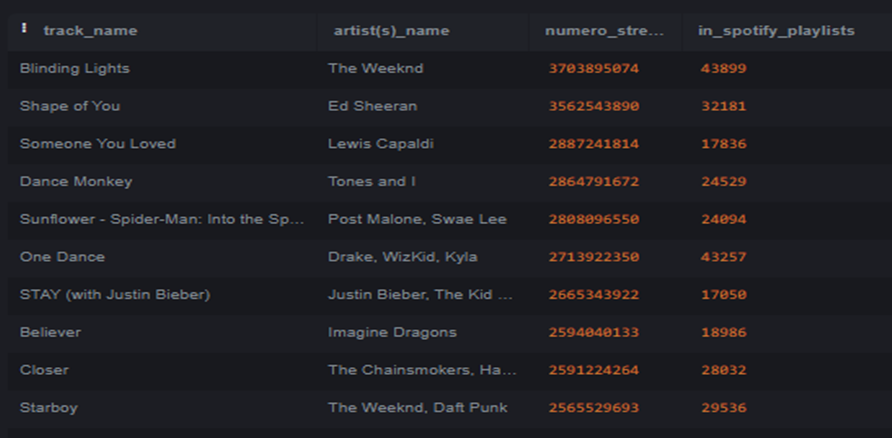 track_name artist(s)_name numero_stre... in_spotify_playlists
Blinding Lights The Weeknd 3703895074 43899
Shape of You Ed Sheeran 3562543890 32181
Someone You Loved Lewis Capaldi 2887241814 17836
Dance Monkey Tones and I 2864791672 24529
Sunflower - Spider-Man: Into the Sp... Post Malone, Swae Lee 2808096550 24094
One Dance Drake, WizKid, Kyla 2713922350 43257
STAY (with Justin Bieber) Justin Bieber, The Kid ... 2665343922 17050
Believer Imagine Dragons 2594040133 18986
Closer The Chainsmokers, Ha... 2591224264 28032
Starboy The Weeknd, Daft Punk 2565529693 29536